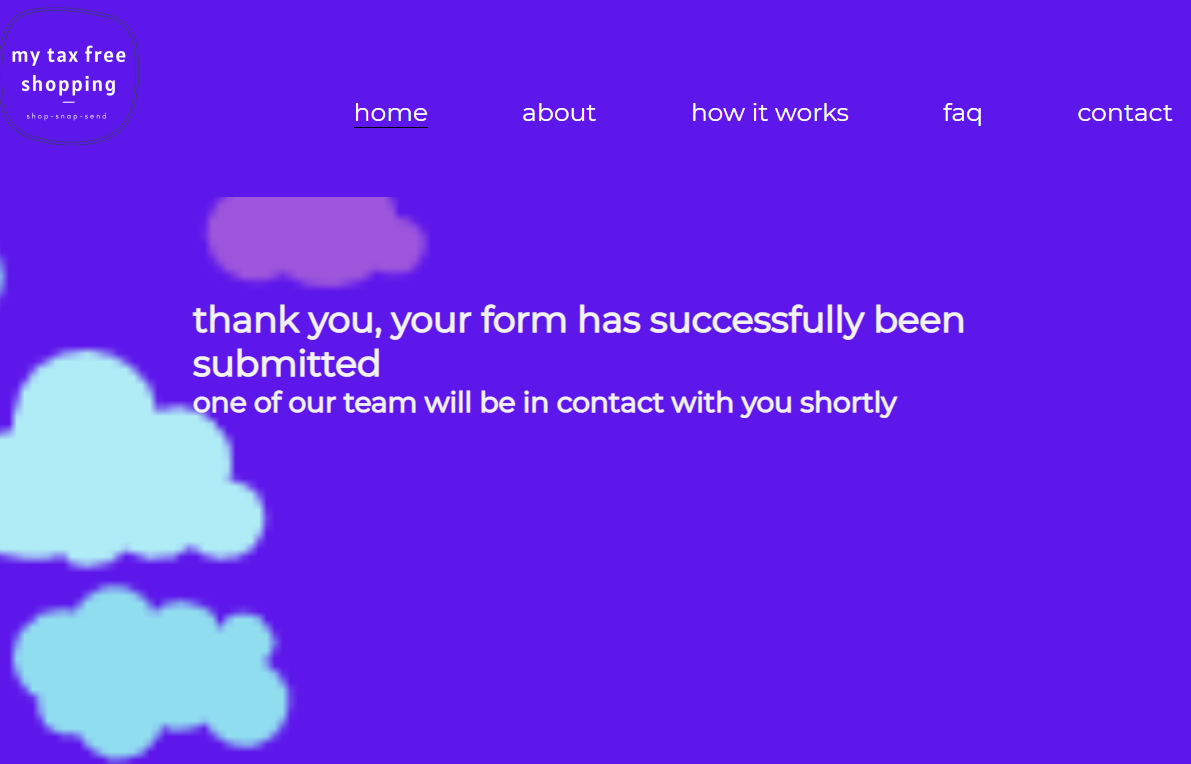 my tax free
shopping
shop-snap-send
home about how it works faq contact
thank you, your form has successfully been
submitted
one of our team will be in contact with you shortly